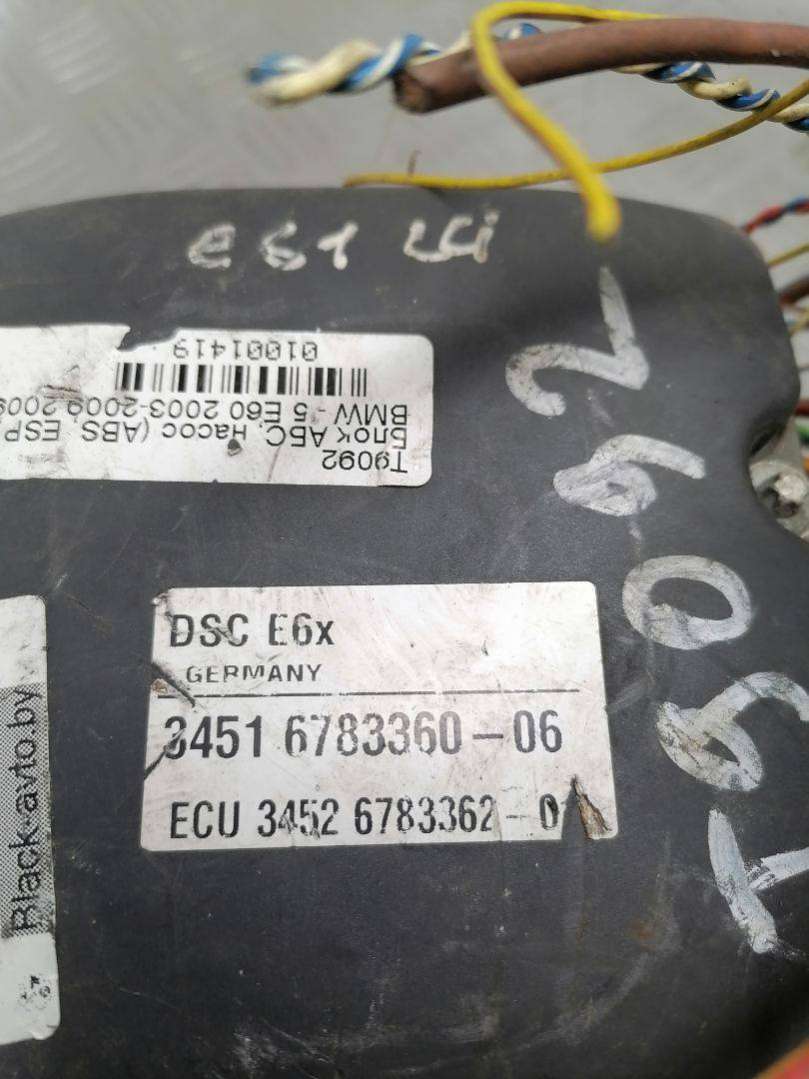 e61 LCi
T9092
Блок АБС, насос (ABS, ESP,
BMW - 5 E60 2003-2009 2009
01001419
T9092
DSC E6x
GERMANY
3451 6783360-06
ECU 3452 6783362-0
Black-avto.by